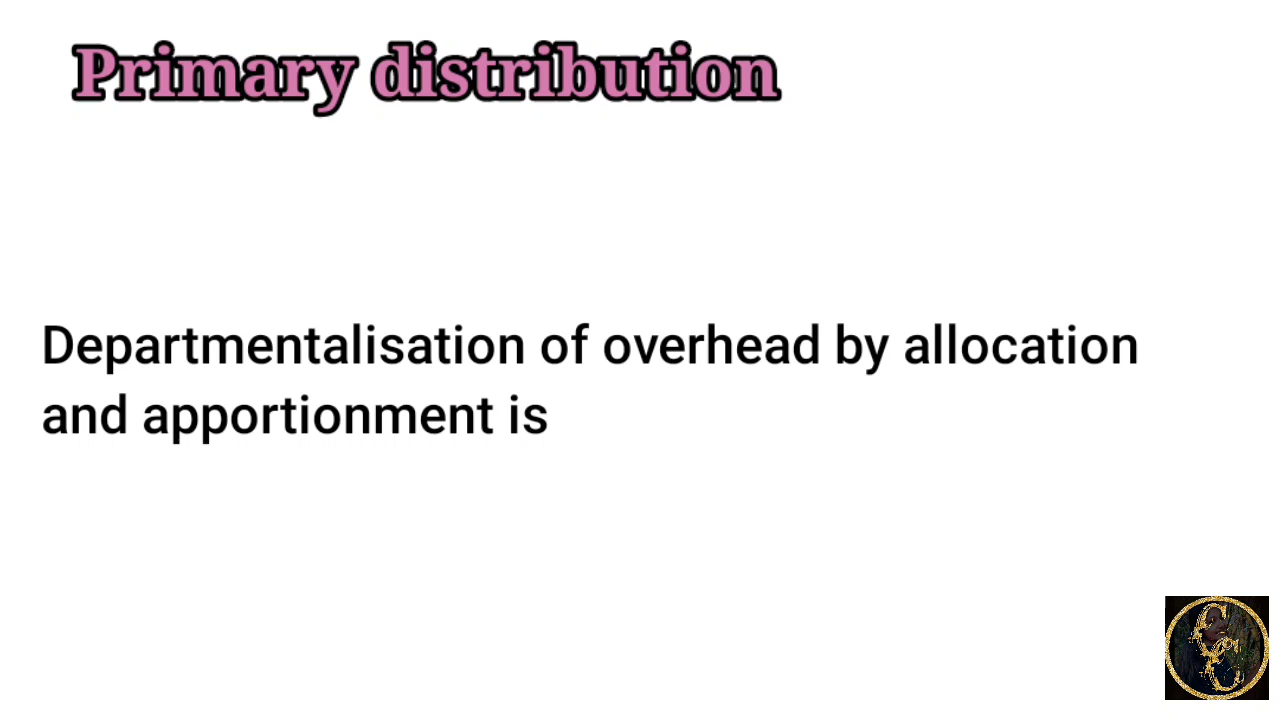 Primary distribution
Departmentalisation of overhead by allocation
and apportionment is